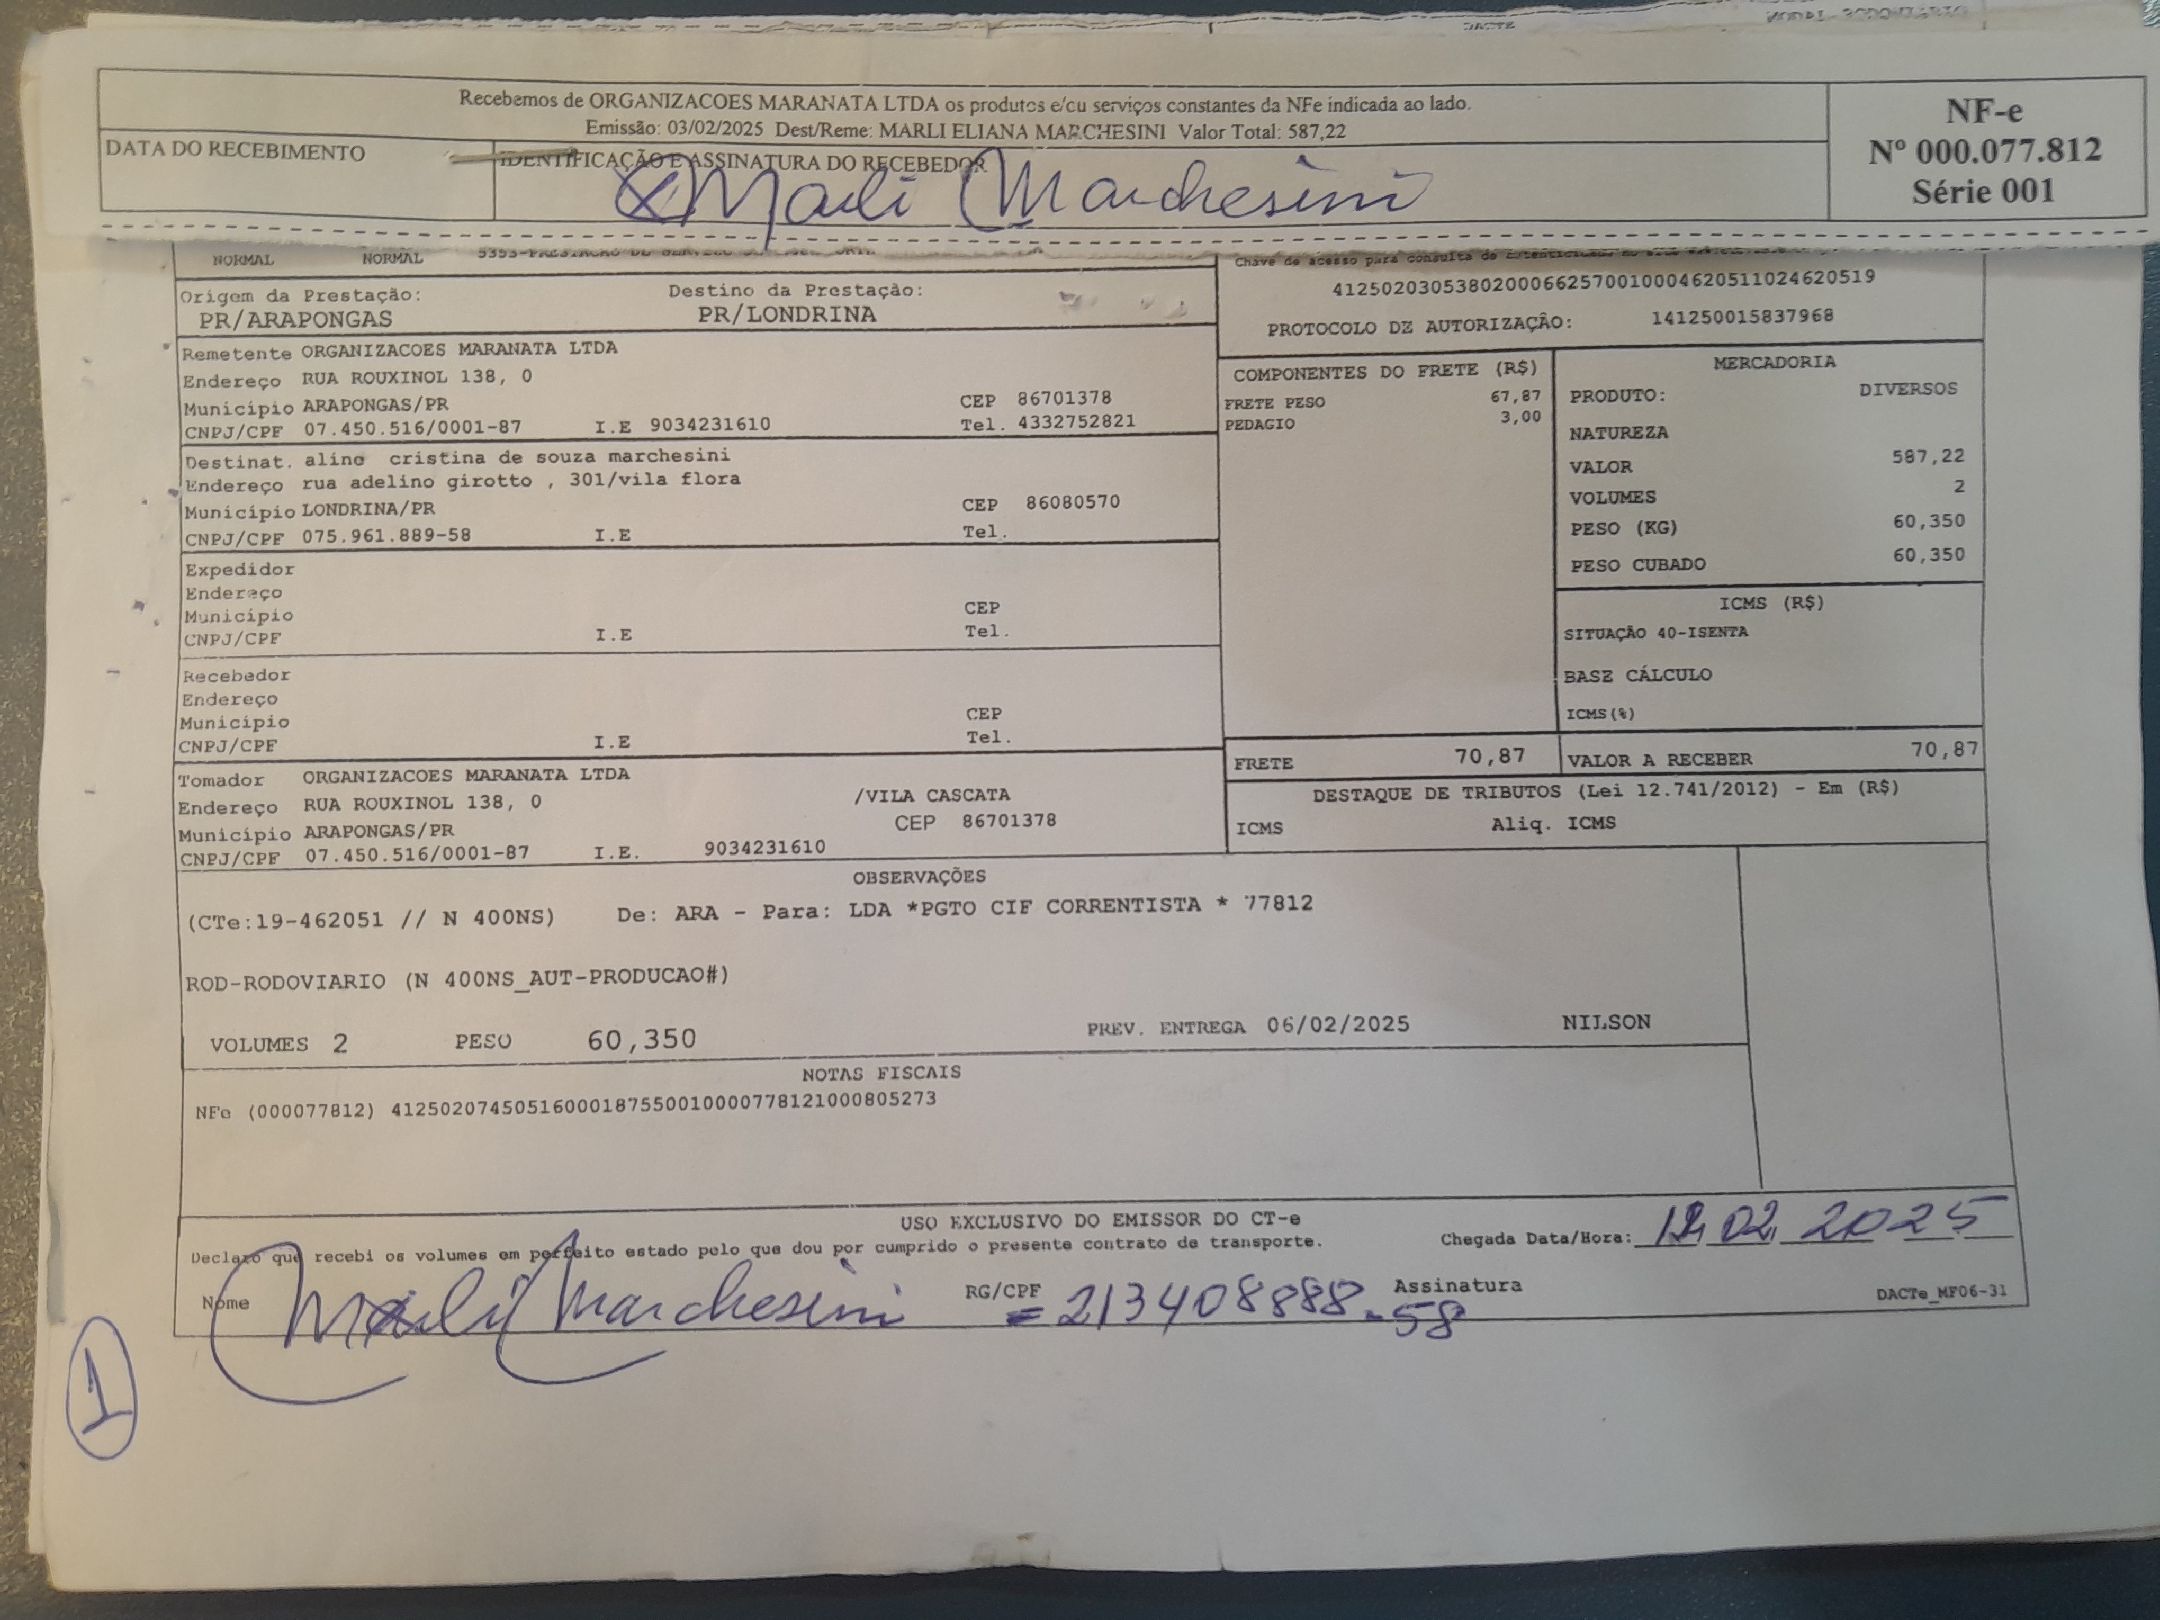 DACTE
MODAL RODOVIÁRIO
Recebemos de ORGANIZACOES MARANATA LTDA os produtos e/ou serviços constantes da NFe indicada ao lado.
Emissão: 03/02/2025 Dest/Reme: MARLI ELIANA MARCHESINI Valor Total: 587,22
NF-e
Nº 000.077.812
Série 001
DATA DO RECEBIMENTO
IDENTIFICAÇÃO E ASSINATURA DO RECEBEDOR
Marli Marchesini
NORMAL NORMAL
Chave de acesso para consulta de autenticidade no site
41250203053802000662570010004620511024620519
Origem da Prestação: Destino da Prestação:
PR/ARAPONGAS PR/LONDRINA
PROTOCOLO DE AUTORIZAÇÃO: 141250015837968
Remetente ORGANIZACOES MARANATA LTDA
Endereço RUA ROUXINOL 138, 0
Município ARAPONGAS/PR CEP 86701378
CNPJ/CPF 07.450.516/0001-87 I.E 9034231610 Tel. 4332752821
Destinat. aline cristina de souza marchesini
Endereço rua adelino girotto , 301/vila flora
Município LONDRINA/PR CEP 86080570
CNPJ/CPF 075.961.889-58 I.E Tel.
Expedidor
Endereço
Município CEP
CNPJ/CPF I.E Tel.
Recebedor
Endereço
Município CEP
CNPJ/CPF I.E Tel.
Tomador ORGANIZACOES MARANATA LTDA
Endereço RUA ROUXINOL 138, 0 /VILA CASCATA
Município ARAPONGAS/PR CEP 86701378
CNPJ/CPF 07.450.516/0001-87 I.E. 9034231610
COMPONENTES DO FRETE (R$)
FRETE PESO 67,87
PEDAGIO 3,00
MERCADORIA
PRODUTO: DIVERSOS
NATUREZA
VALOR 587,22
VOLUMES 2
PESO (KG) 60,350
PESO CUBADO 60,350
ICMS (R$)
SITUAÇÃO 40-ISENTA
BASE CÁLCULO
ICMS(%)
FRETE 70,87 VALOR A RECEBER 70,87
DESTAQUE DE TRIBUTOS (Lei 12.741/2012) - Em (R$)
ICMS Aliq. ICMS
OBSERVAÇÕES
(CTe:19-462051 // N 400NS) De: ARA - Para: LDA *PGTO CIF CORRENTISTA * 77812
ROD-RODOVIARIO (N 400NS_AUT-PRODUCAO#)
VOLUMES 2 PESO 60,350 PREV. ENTREGA 06/02/2025 NILSON
NOTAS FISCAIS
NFe (000077812) 41250207450516000187550010000778121000805273
USO EXCLUSIVO DO EMISSOR DO CT-e
Declaro que recebi os volumes em perfeito estado pelo que dou por cumprido o presente contrato de transporte.
Chegada Data/Hora: 02 2025
Nome Marli Marchesini RG/CPF = 213408888-58 Assinatura
DACTe_MF06-31
1